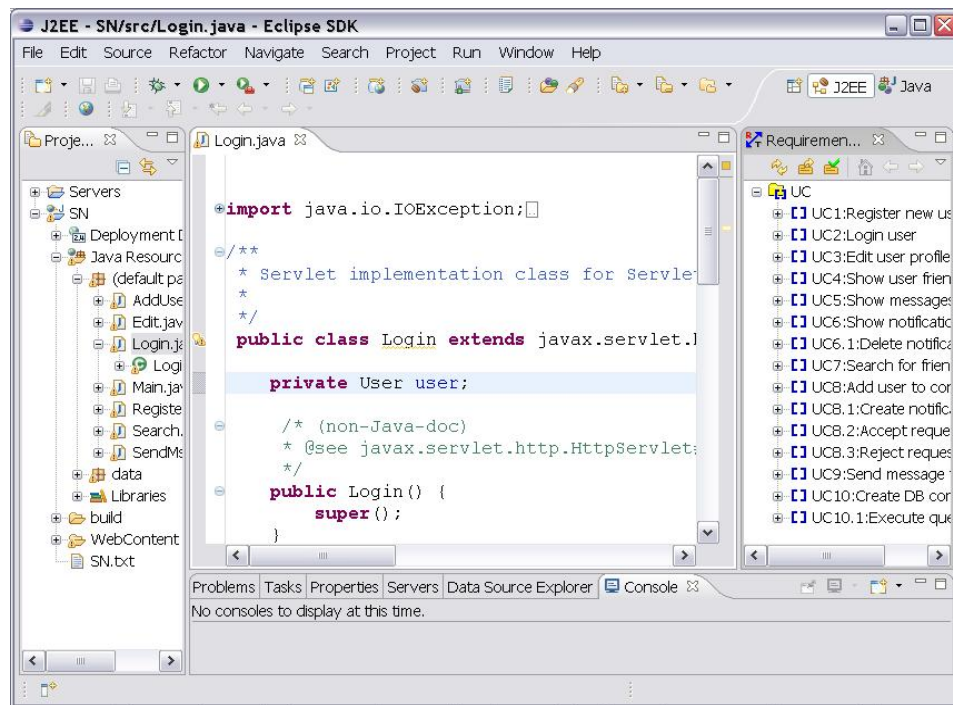 J2EE - SN/src/Login.java - Eclipse SDK
File Edit Source Refactor Navigate Search Project Run Window Help
J2EE Java
Proje...
Servers
SN
Deployment D
Java Resourc
(default pa
AddUse
Edit.jav
Login.ja
Logi
Main.jav
Registe
Search.
SendMs
data
Libraries
build
WebContent
SN.txt
Login.java
import java.io.IOException;
/**
* Servlet implementation class for Servlet
*
*/
public class Login extends javax.servlet.h
private User user;
/* (non-Java-doc)
* @see javax.servlet.http.HttpServlet#
*/
public Login() {
super();
}
Requiremen...
UC
UC1:Register new us
UC2:Login user
UC3:Edit user profile
UC4:Show user frien
UC5:Show messages
UC6:Show notificatio
UC6.1:Delete notifica
UC7:Search for frien
UC8:Add user to con
UC8.1:Create notific
UC8.2:Accept reque
UC8.3:Reject reques
UC9:Send message
UC10:Create DB con
UC10.1:Execute que
Problems Tasks Properties Servers Data Source Explorer Console
No consoles to display at this time.